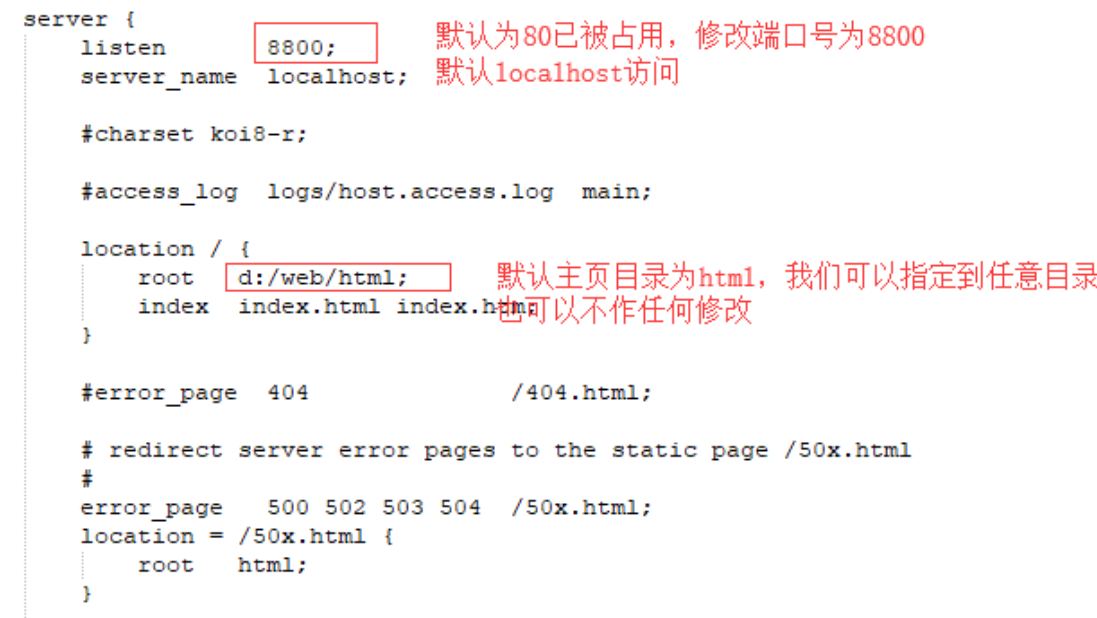 server {
listen 8800; 默认为80已被占用，修改端口号为8800
server_name localhost; 默认localhost访问
#charset koi8-r;
#access_log logs/host.access.log main;
location / {
root d:/web/html; 默认主页目录为html，我们可以指定到任意目录
index index.html index.htm; 也可以不作任何修改
}
#error_page 404 /404.html;
# redirect server error pages to the static page /50x.html
#
error_page 500 502 503 504 /50x.html;
location = /50x.html {
root html;
}